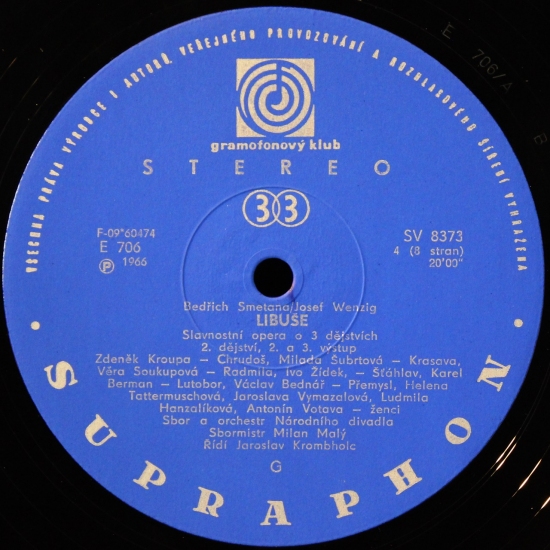 VŠECHNA PRÁVA VÝROBCE I AUTORŮ, VEŘEJNÉHO PROVOZOVÁNÍ A ROZHLASOVÉHO ŠÍŘENÍ VYHRAŽENA
gramofonový klub
STEREO
33
F-09*60474
E 706
Ⓟ 1966
SV 8373
4 (8 stran)
20'00"
Bedřich Smetana/Josef Wenzig
LIBUŠE
Slavnostní opera o 3 dějstvích
2. dějství, 2. a 3. výstup
Zdeněk Kroupa — Chrudoš, Milada Šubrtová — Krasava,
Věra Soukupová — Radmila, Ivo Žídek, — Šťáhlav, Karel
Berman — Lutobor, Václav Bednář — Přemysl, Helena
Tattermuschová, Jaroslava Vymazalová, Ludmila
Hanzalíková, Antonín Votava — ženci
Sbor a orchestr Národního divadla
Sbormistr Milan Malý
Řídí Jaroslav Krombholc
G
• SUPRAPHON •
E 706/A
B